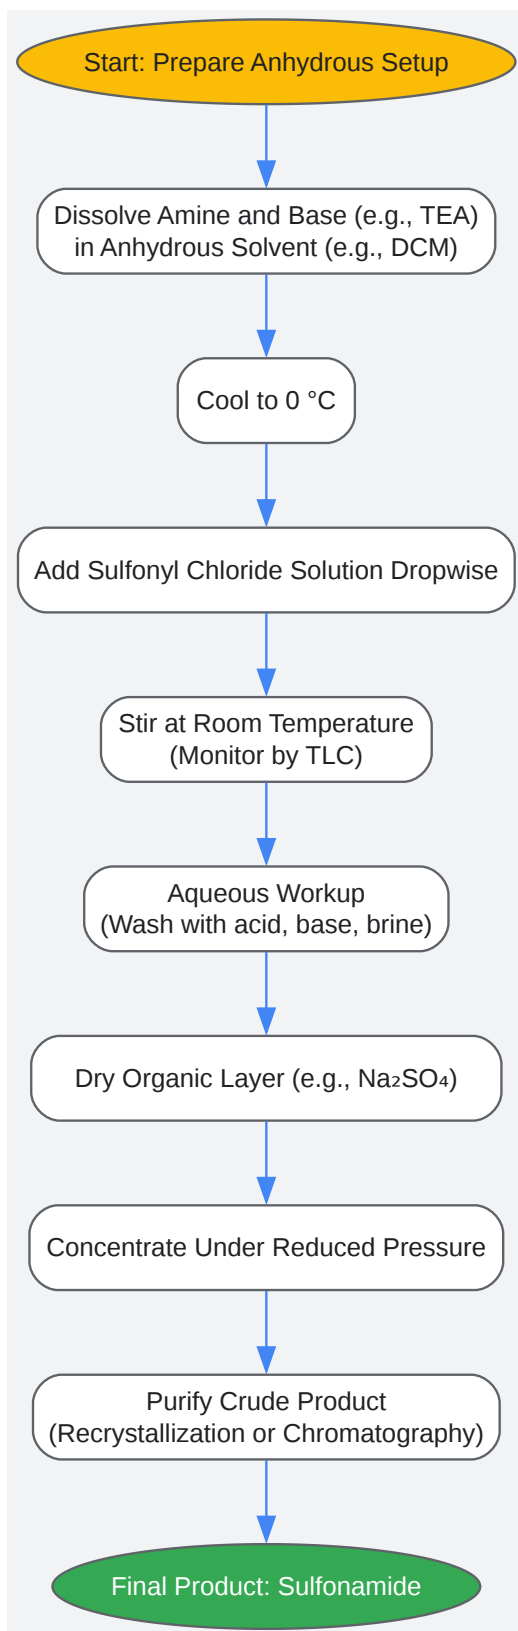 Start: Prepare Anhydrous Setup
Dissolve Amine and Base (e.g., TEA)
in Anhydrous Solvent (e.g., DCM)
Cool to 0 °C
Add Sulfonyl Chloride Solution Dropwise
Stir at Room Temperature
(Monitor by TLC)
Aqueous Workup
(Wash with acid, base, brine)
Dry Organic Layer (e.g., Na₂SO₄)
Concentrate Under Reduced Pressure
Purify Crude Product
(Recrystallization or Chromatography)
Final Product: Sulfonamide